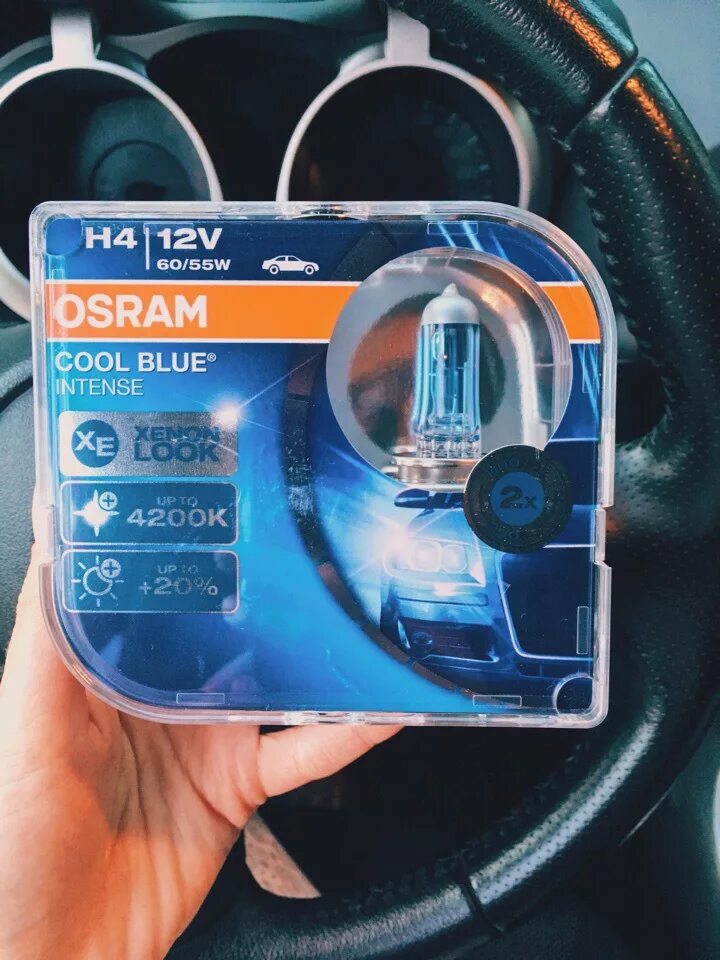 H4 12V
60/55W
OSRAM
COOL BLUE®
INTENSE
XE XENON
LOOK
UP TO
4200K
UP TO
+20%
2x